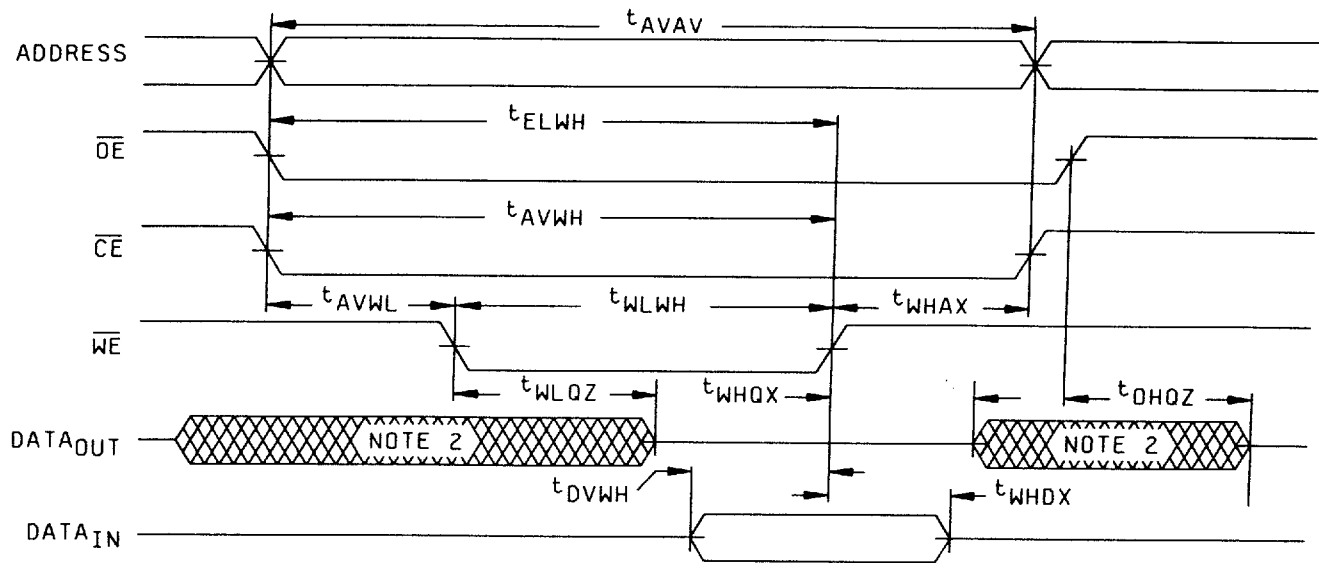 tAVAV
ADDRESS
tELWH
OE
tAVWH
CE
tAVWL tWLWH tWHAX
WE
tWLQZ tWHQX tOHQZ
DATAOUT NOTE 2 NOTE 2
tDVWH tWHDX
DATAIN